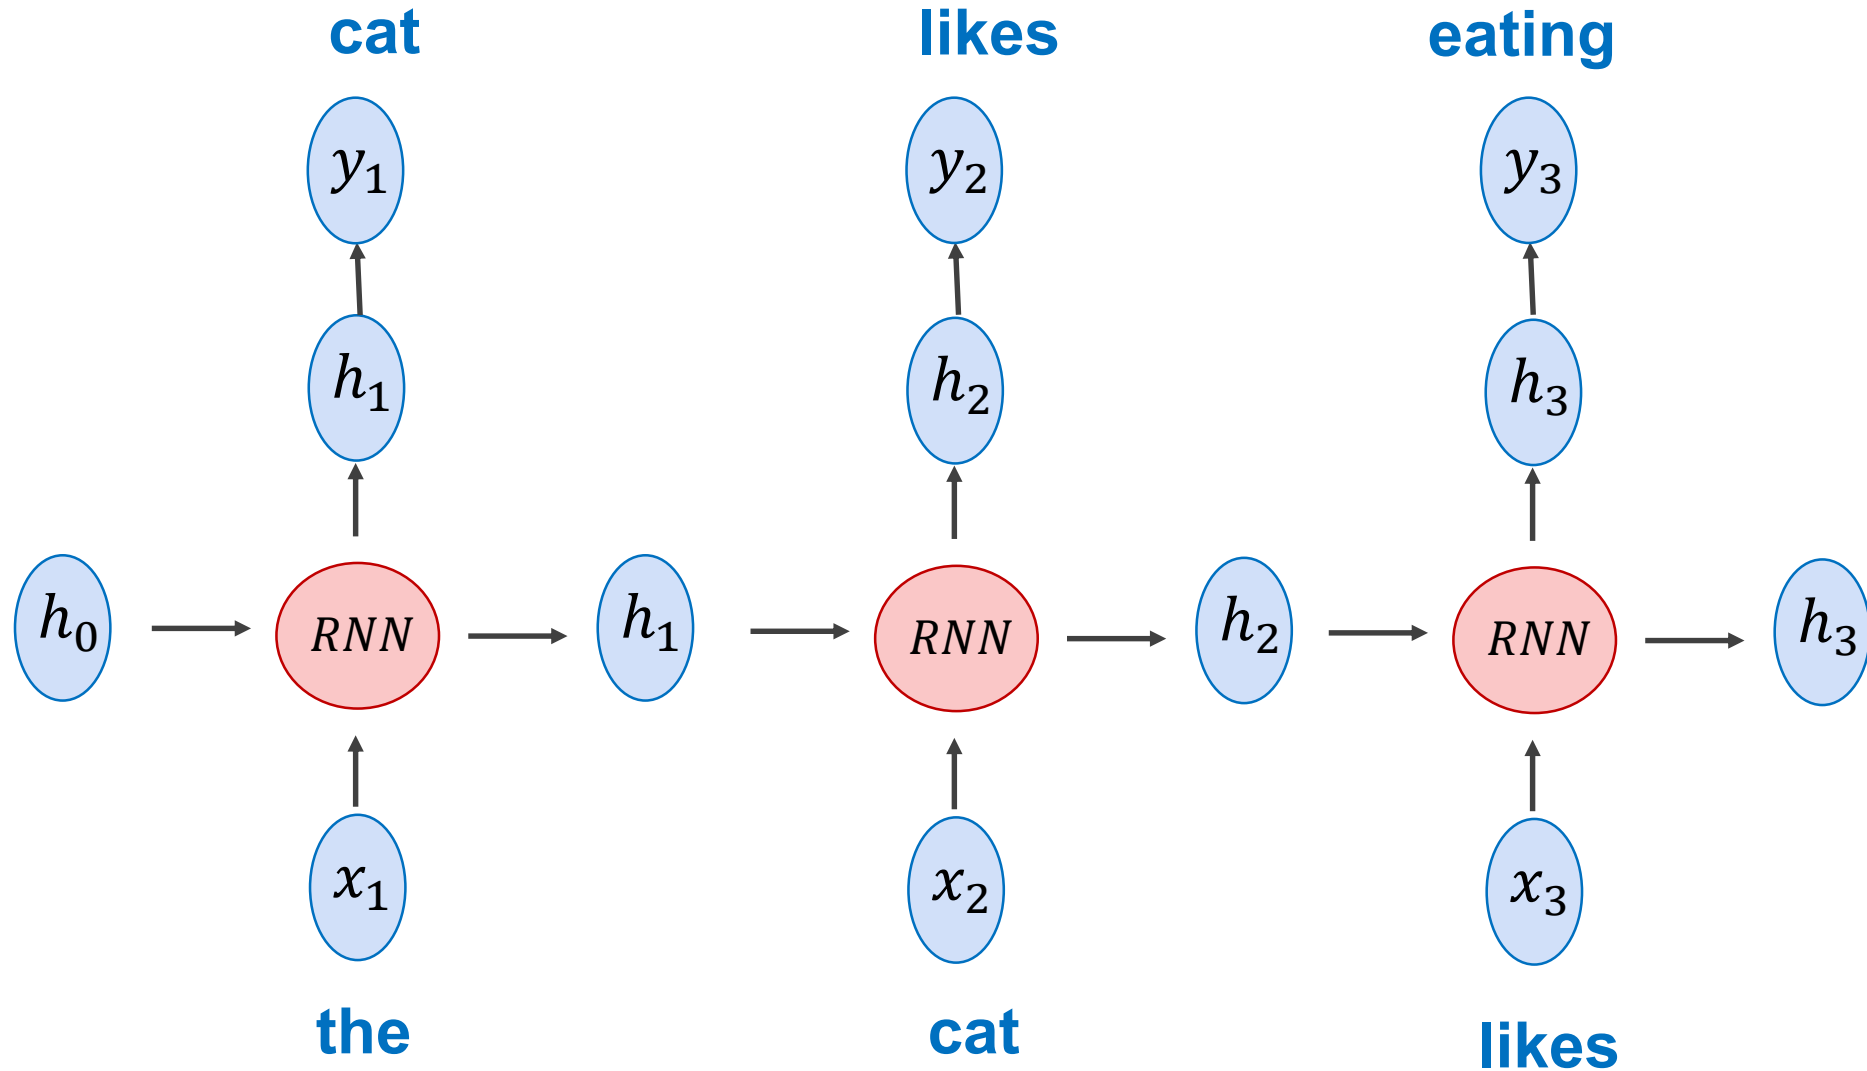 cat likes eating
y₁ y₂ y₃
h₁ h₂ h₃
h₀ RNN h₁ RNN h₂ RNN h₃
x₁ x₂ x₃
the cat likes